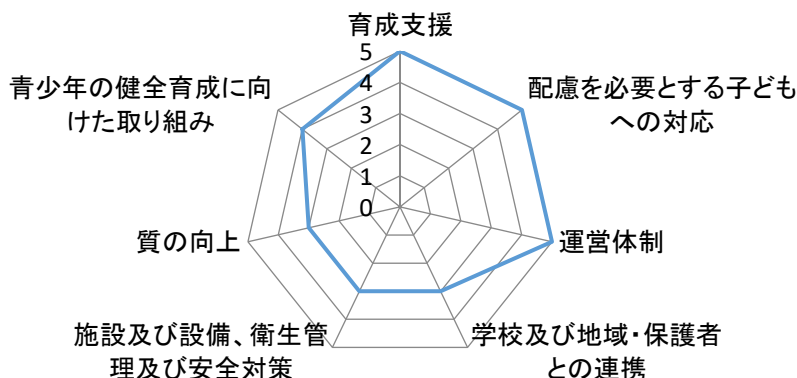 育成支援
5
4
3
2
1
0
配慮を必要とする子ども
への対応
運営体制
学校及び地域・保護者
との連携
施設及び設備、衛生管
理及び安全対策
質の向上
青少年の健全育成に向
けた取り組み